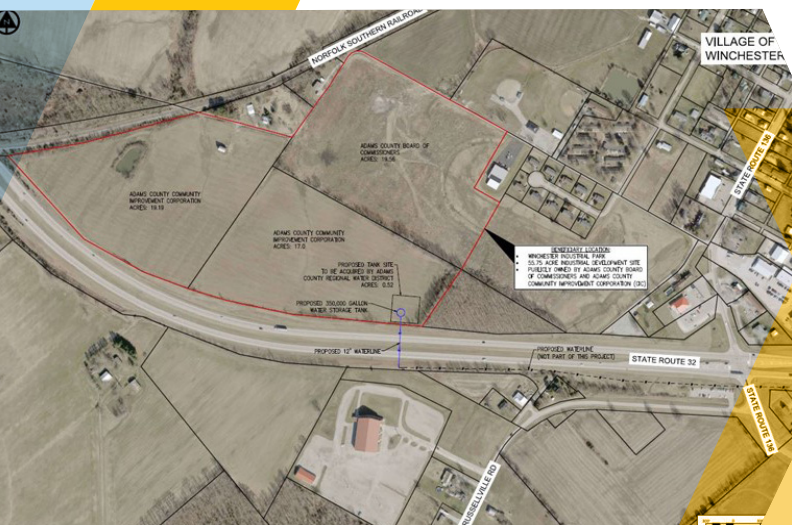 NORFOLK SOUTHERN RAILROAD
VILLAGE OF
WINCHESTER
ADAMS COUNTY BOARD OF
COMMISSIONERS
ACRES: 19.56
ADAMS COUNTY COMMUNITY
IMPROVEMENT CORPORATION
ACRES: 19.19
STATE ROUTE 136
ADAMS COUNTY COMMUNITY
IMPROVEMENT CORPORATION
ACRES: 17.0
BENEFICIARY LOCATION:
• WINCHESTER INDUSTRIAL PARK
• 55.75 ACRE INDUSTRIAL DEVELOPMENT SITE
• PUBLICLY OWNED BY ADAMS COUNTY BOARD
OF COMMISSIONERS AND ADAMS COUNTY
COMMUNITY IMPROVEMENT CORPORATION (CIC)
PROPOSED TANK SITE
TO BE ACQUIRED BY ADAMS
COUNTY REGIONAL WATER DISTRICT
ACRES: 0.52
PROPOSED 350,000 GALLON
WATER STORAGE TANK
PROPOSED 12" WATERLINE
PROPOSED WATERLINE
(NOT PART OF THIS PROJECT)
STATE ROUTE 32
STATE ROUTE 136
RUSSELLVILLE RD